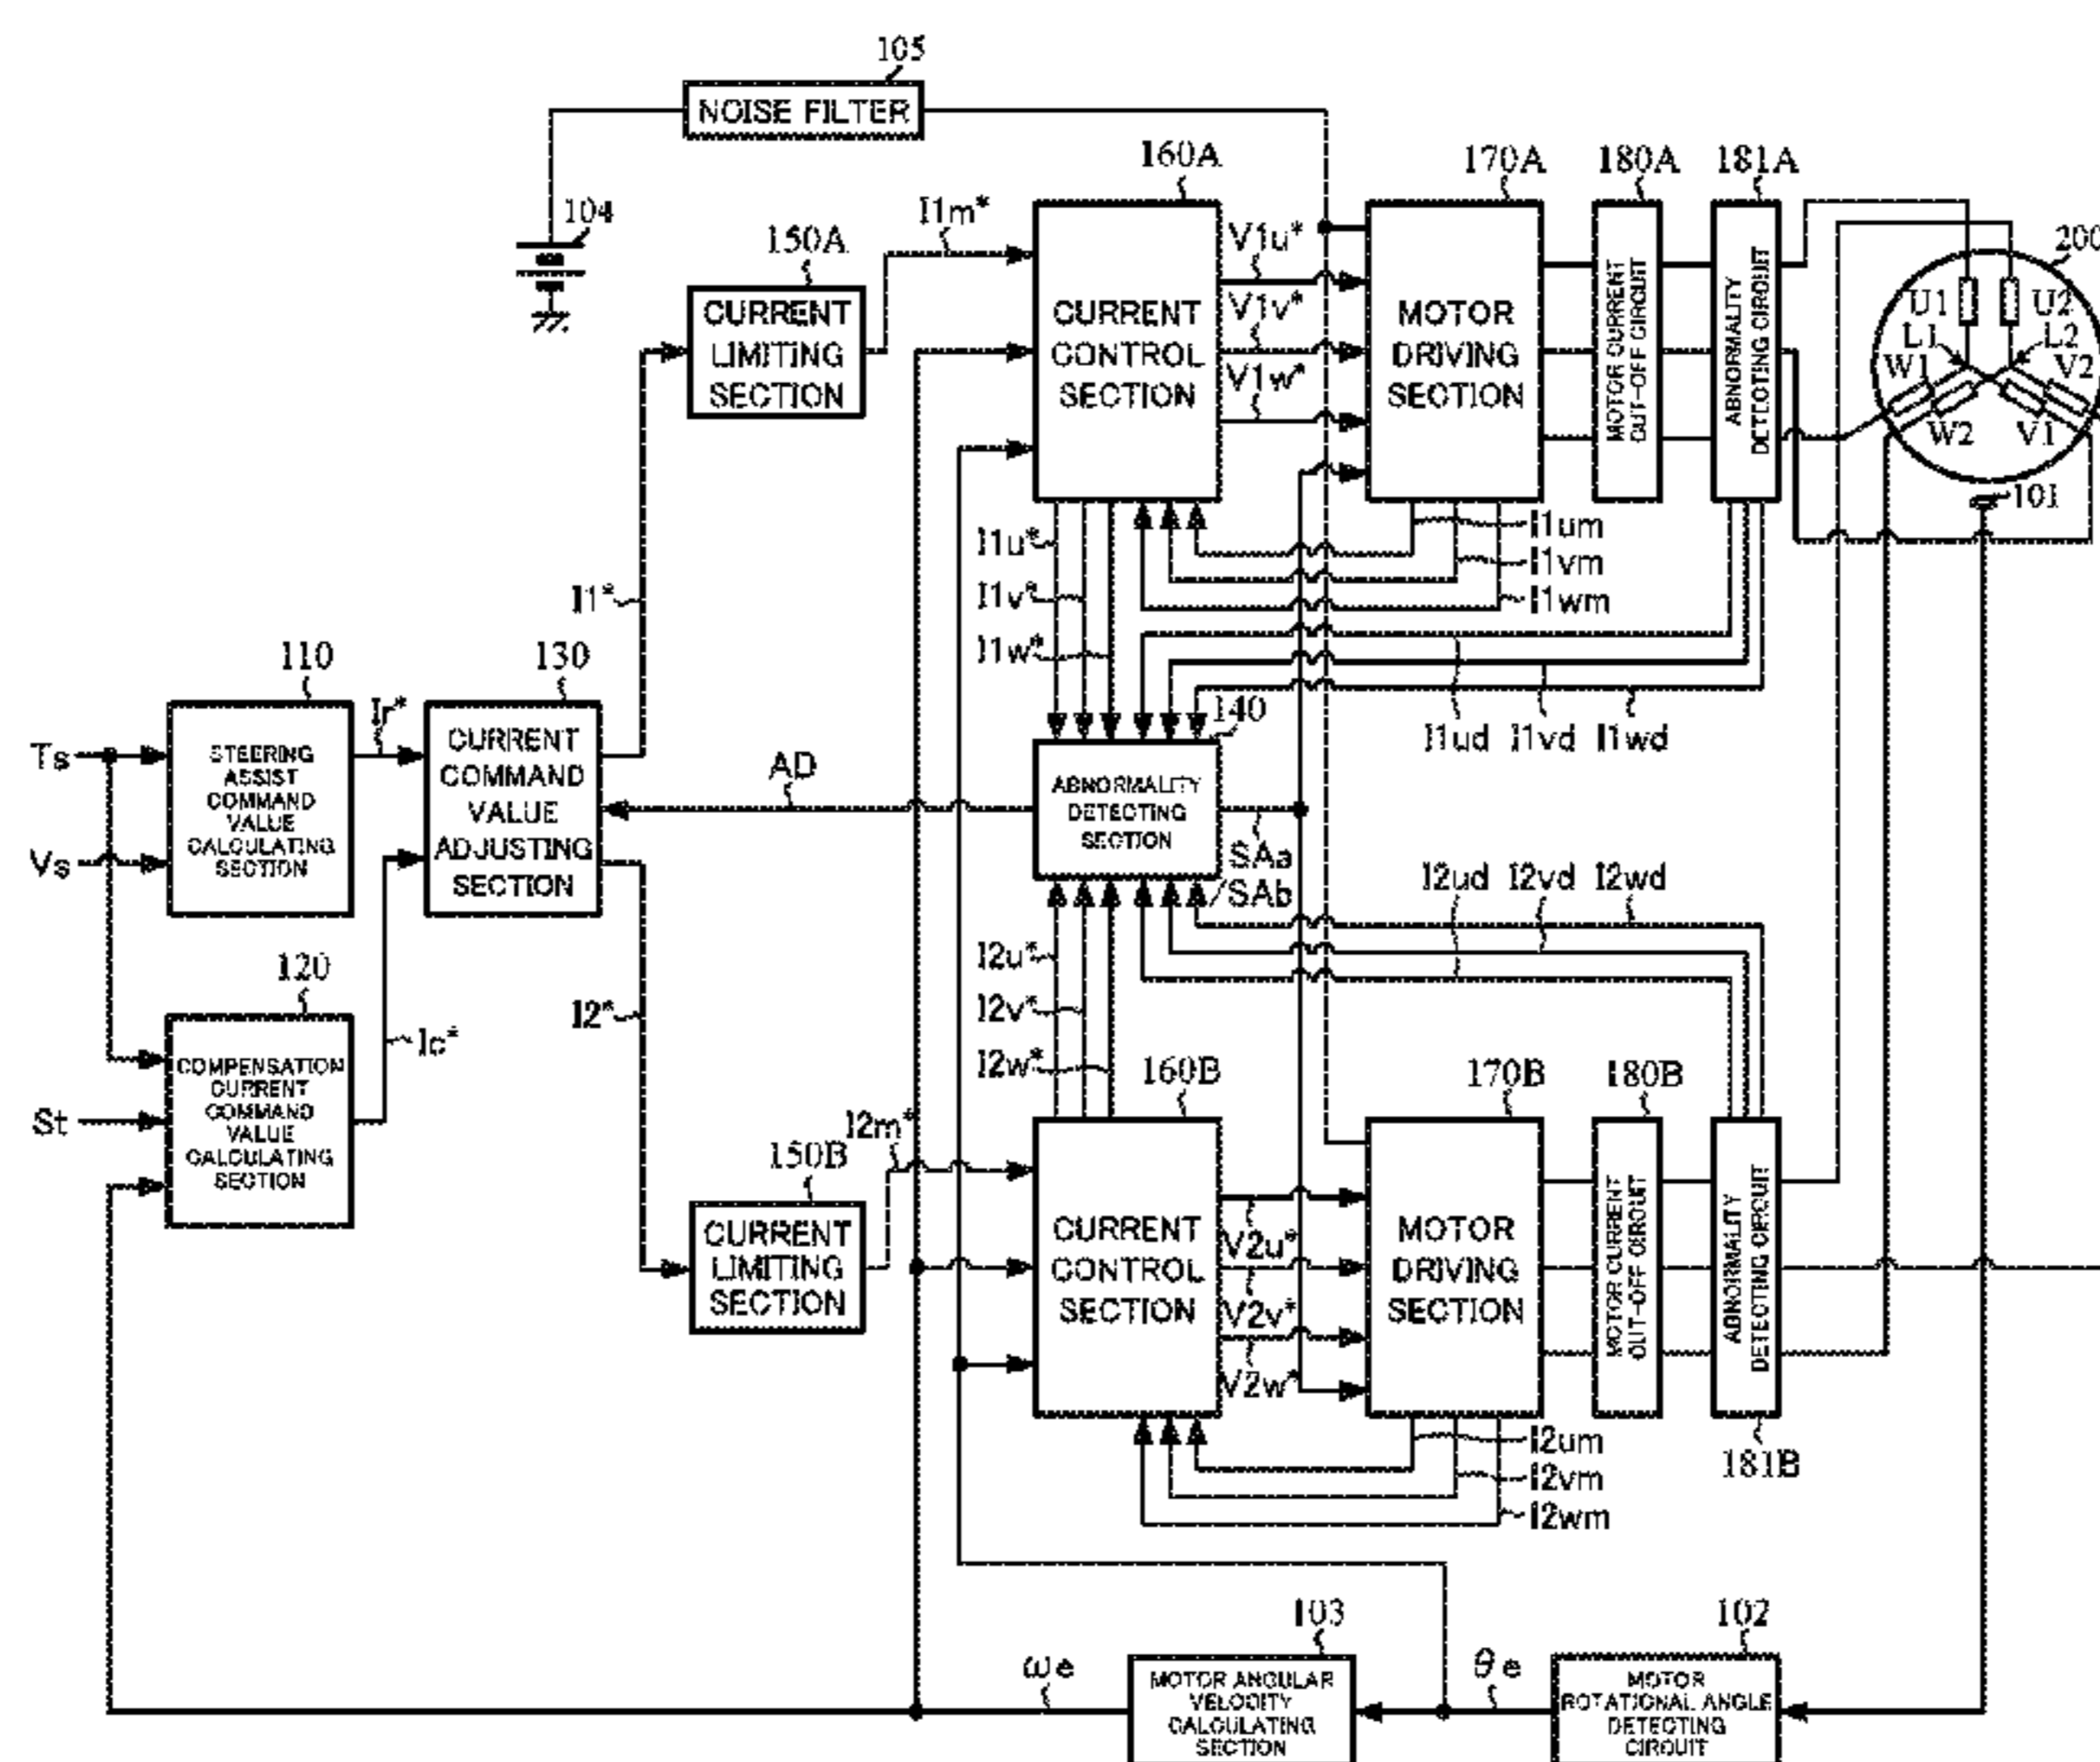 105
NOISE FILTER
104
150A
CURRENT
LIMITING
SECTION
I1m*
160A
CURRENT
CONTROL
SECTION
V1u*
V1v*
V1w*
170A
MOTOR
DRIVING
SECTION
180A
MOTOR CURRENT
CUT-OFF CIRCUIT
181A
ABNORMALITY
DETECTING CIRCUIT
200
U1
U2
L1
L2
W1
V2
W2
V1
101
I1um
I1vm
I1wm
I1u*
I1v*
I1w*
I1*
I1ud I1vd I1wd
110
STEERING
ASSIST
COMMAND
VALUE
CALCULATING
SECTION
Ts
Vs
Ir*
130
CURRENT
COMMAND
VALUE
ADJUSTING
SECTION
AD
140
ABNORMALITY
DETECTING
SECTION
SAa
/SAb
I2ud I2vd I2wd
120
COMPENSATION
CURRENT
COMMAND
VALUE
CALCULATING
SECTION
St
Ic*
I2*
I2u*
I2v*
I2w*
I2m*
150B
CURRENT
LIMITING
SECTION
160B
CURRENT
CONTROL
SECTION
V2u*
V2v*
V2w*
170B
MOTOR
DRIVING
SECTION
180B
MOTOR CURRENT
CUT-OFF CIRCUIT
ABNORMALITY
DETECTING CIRCUIT
181B
I2um
I2vm
I2wm
ωe
103
MOTOR ANGULAR
VELOCITY
CALCULATING
SECTION
θe
102
MOTOR
ROTATIONAL ANGLE
DETECTING
CIRCUIT